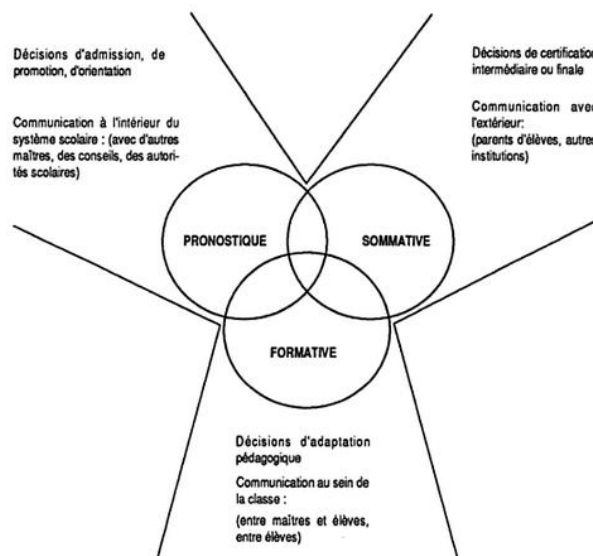 Décisions d'admission, de
promotion, d'orientation
Communication à l'intérieur du
système scolaire : (avec d'autres
maîtres, des conseils, des autori-
tés scolaires)
Décisions de certification
intermédiaire ou finale
Communication avec
l'extérieur:
(parents d'élèves, autres
institutions)
PRONOSTIQUE
SOMMATIVE
FORMATIVE
Décisions d'adaptation
pédagogique
Communication au sein de
la classe :
(entre maîtres et élèves,
entre élèves)